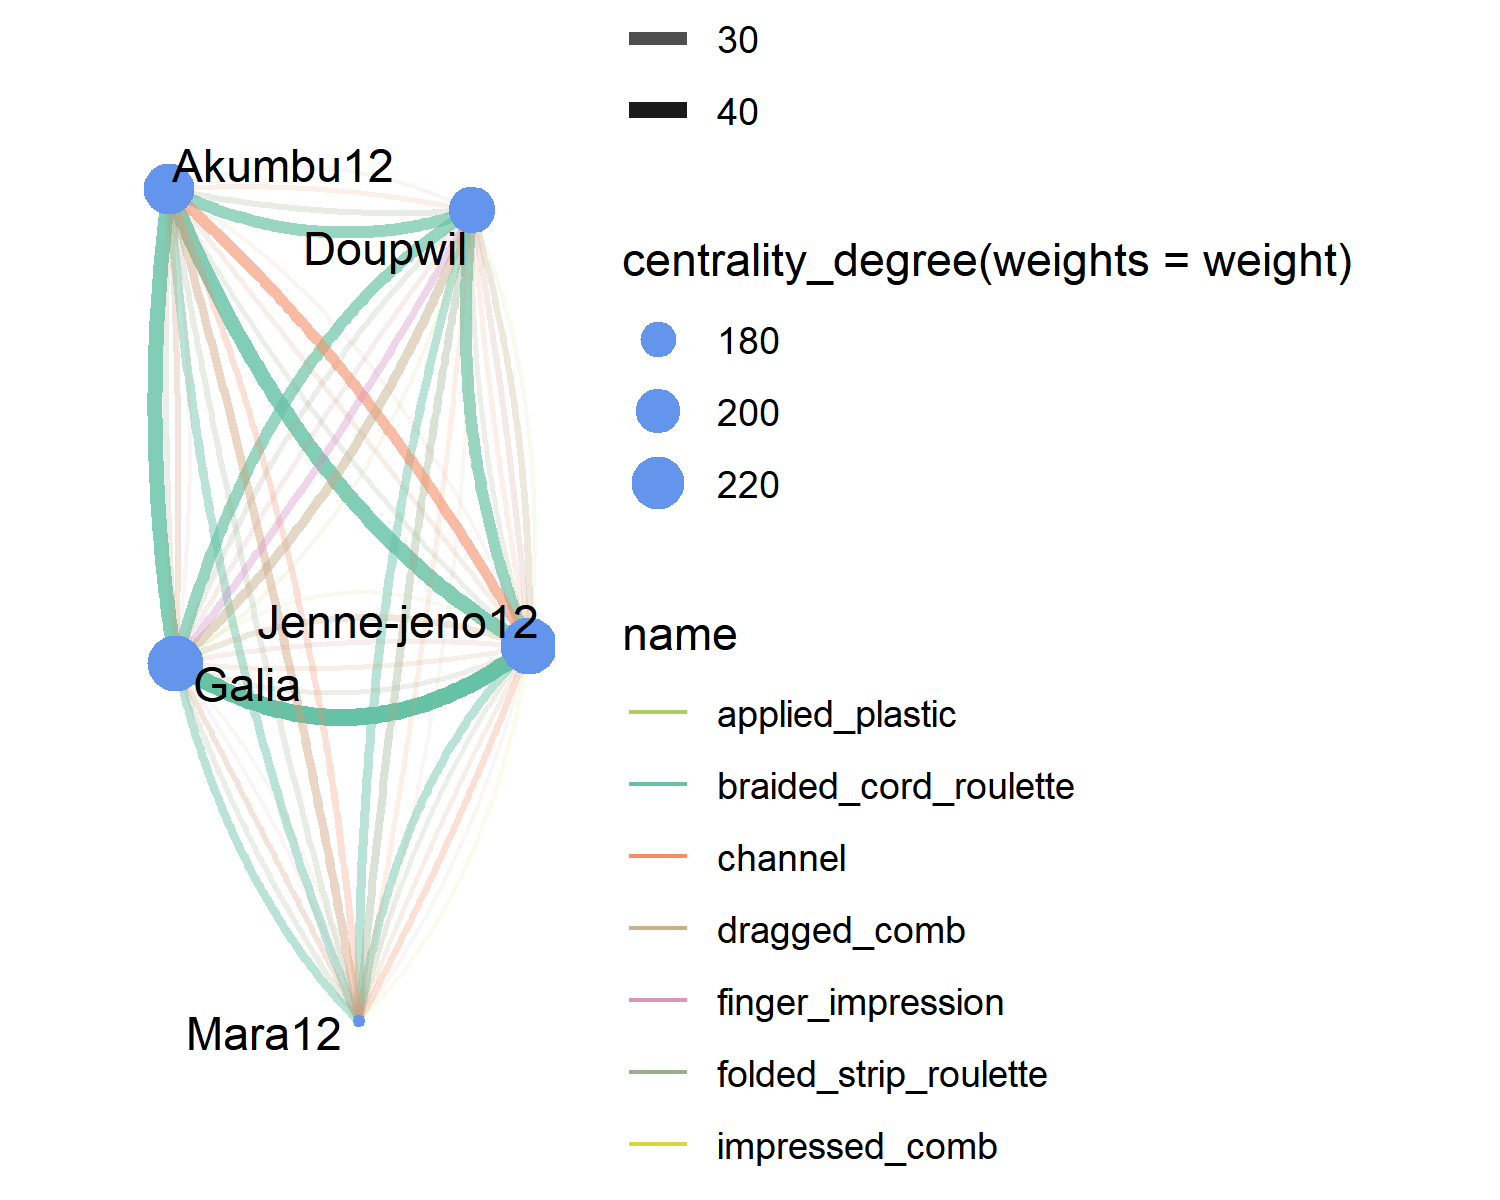 30
40
Akumbu12
Doupwil
centrality_degree(weights = weight)
180
200
220
Jenne-jeno12
Galia
Mara12
name
applied_plastic
braided_cord_roulette
channel
dragged_comb
finger_impression
folded_strip_roulette
impressed_comb